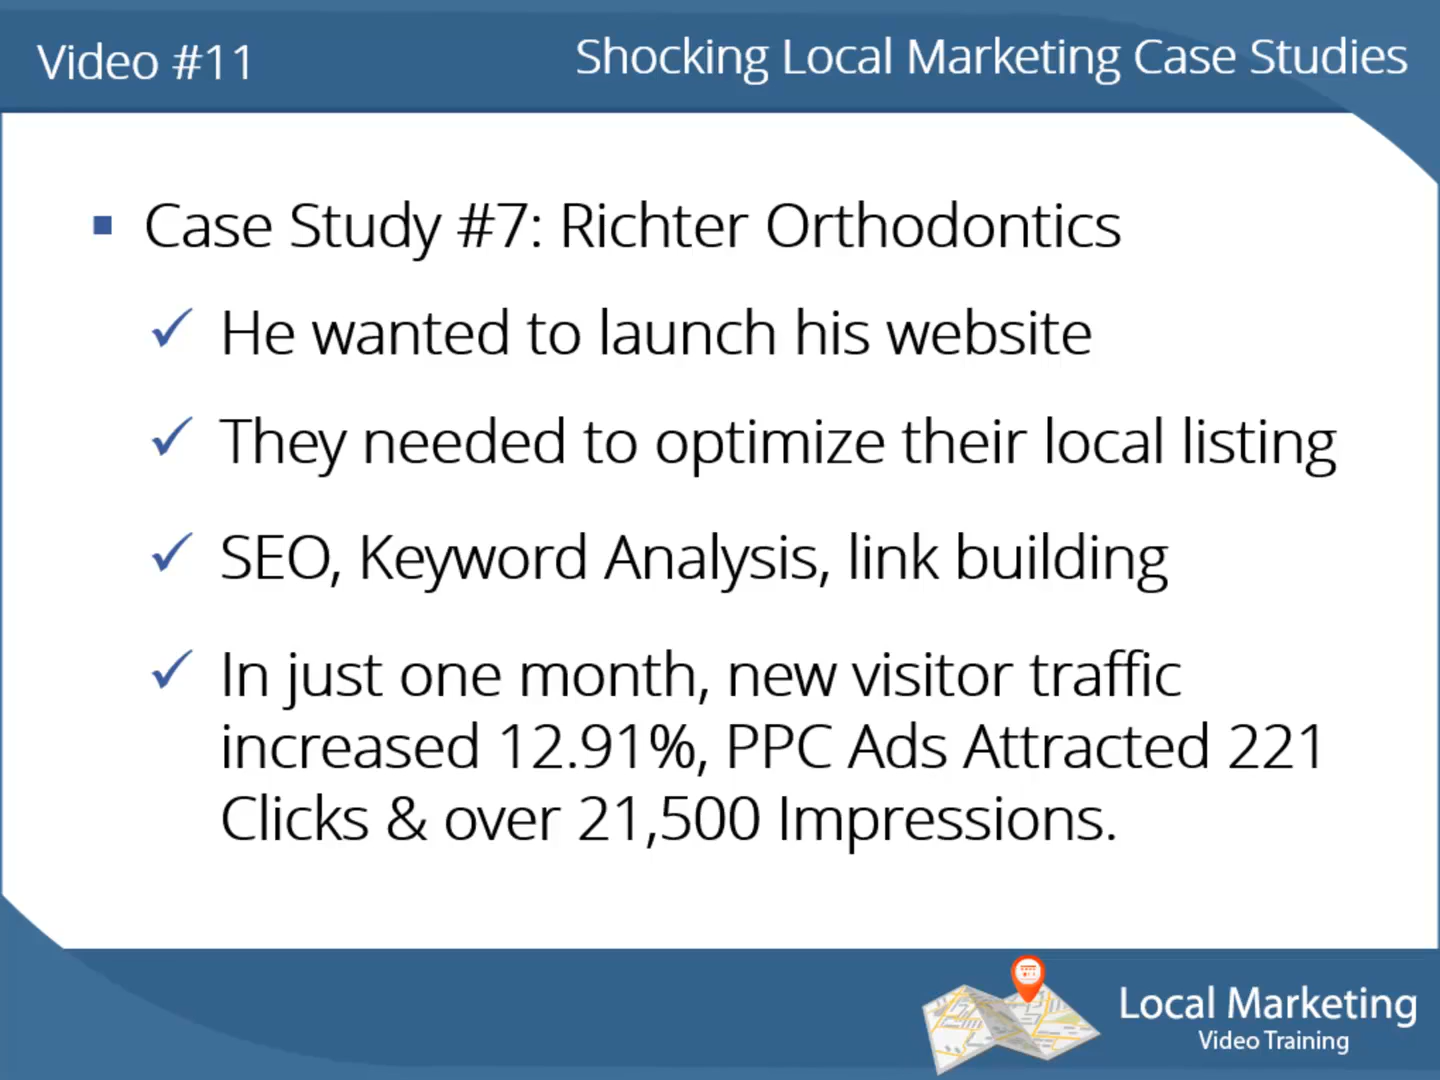 Video #11
Shocking Local Marketing Case Studies
Case Study #7: Richter Orthodontics
He wanted to launch his website
They needed to optimize their local listing
SEO, Keyword Analysis, link building
In just one month, new visitor traffic
increased 12.91%, PPC Ads Attracted 221
Clicks & over 21,500 Impressions.
Local Marketing
Video Training